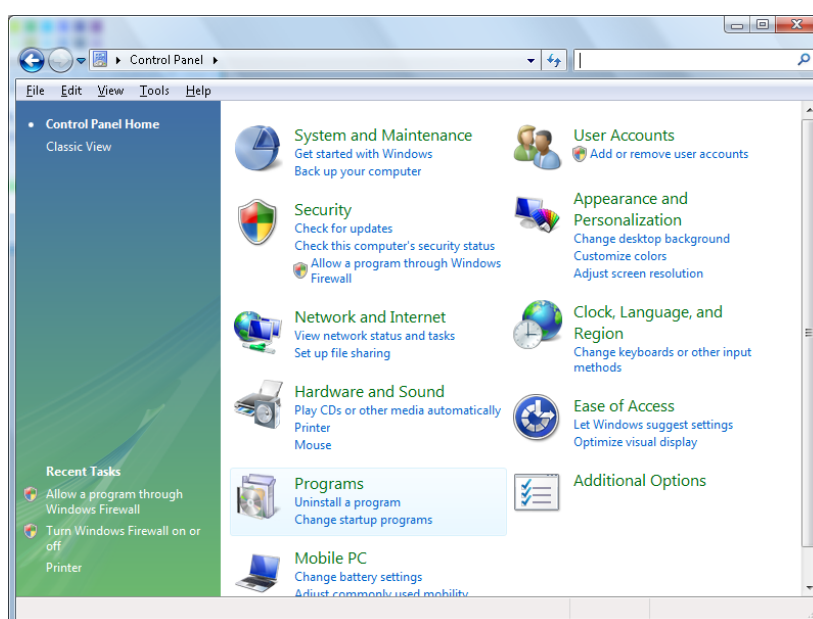 Control Panel
File Edit View Tools Help
Control Panel Home
Classic View
Recent Tasks
Allow a program through
Windows Firewall
Turn Windows Firewall on or
off
Printer
System and Maintenance
Get started with Windows
Back up your computer
Security
Check for updates
Check this computer's security status
Allow a program through Windows
Firewall
Network and Internet
View network status and tasks
Set up file sharing
Hardware and Sound
Play CDs or other media automatically
Printer
Mouse
Programs
Uninstall a program
Change startup programs
Mobile PC
Change battery settings
Adjust commonly used mobility
User Accounts
Add or remove user accounts
Appearance and
Personalization
Change desktop background
Customize colors
Adjust screen resolution
Clock, Language, and
Region
Change keyboards or other input
methods
Ease of Access
Let Windows suggest settings
Optimize visual display
Additional Options